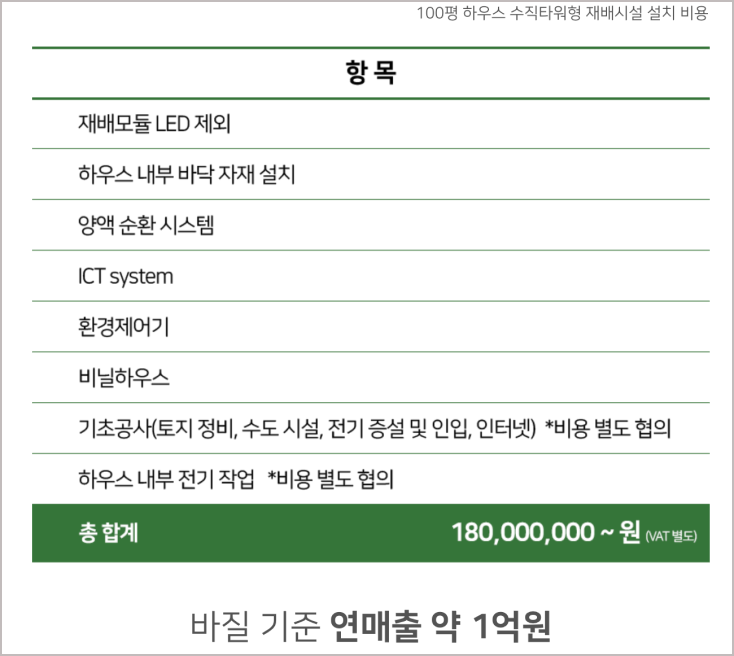 100평 하우스 수직타워형 재배시설 설치 비용
항 목
재배모듈 LED 제외
하우스 내부 바닥 자재 설치
양액 순환 시스템
ICT system
환경제어기
비닐하우스
기초공사(토지 정비, 수도 시설, 전기 증설 및 인입, 인터넷) *비용 별도 협의
하우스 내부 전기 작업 *비용 별도 협의
총 합계 180,000,000 ~ 원 (VAT 별도)
바질 기준 연매출 약 1억원